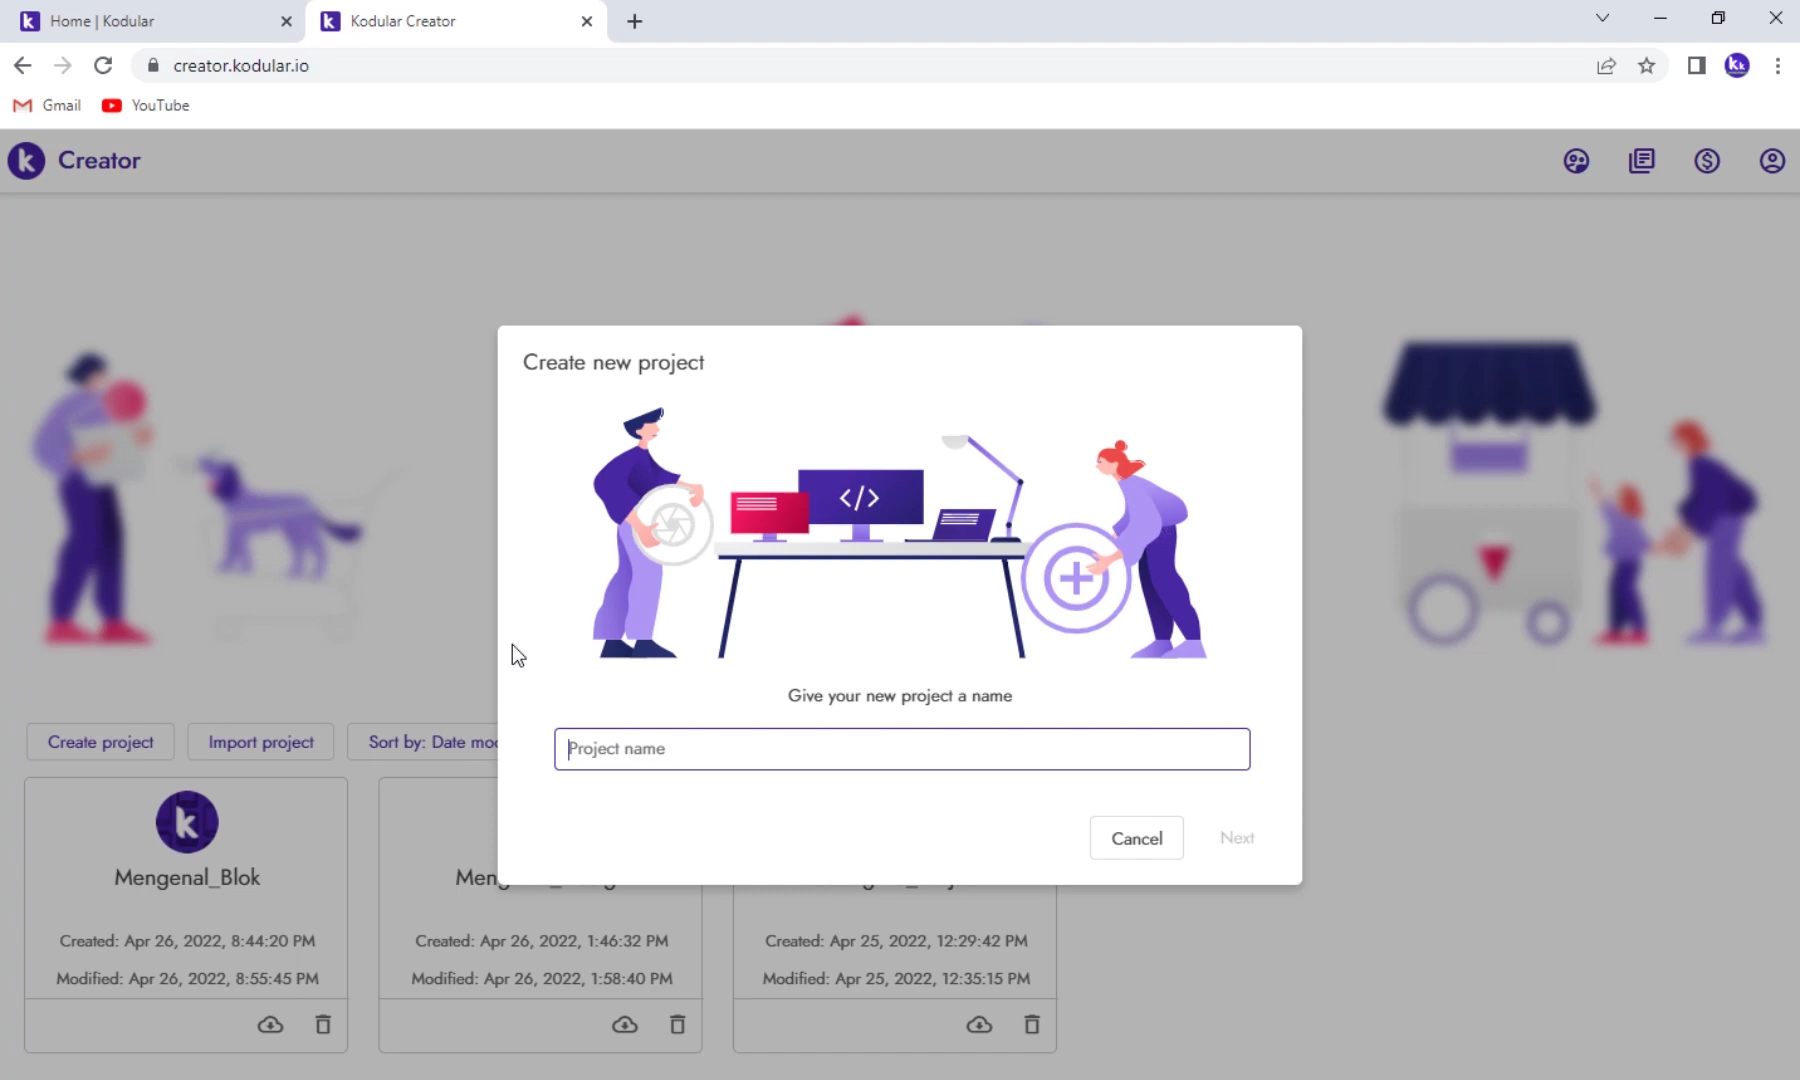 Home | Kodular
Kodular Creator
creator.kodular.io
Gmail
YouTube
Creator
Create new project
</>
Give your new project a name
Project name
Cancel
Next
Create project
Import project
Sort by: Date mo
Mengenal_Blok
Created: Apr 26, 2022, 8:44:20 PM
Modified: Apr 26, 2022, 8:55:45 PM
Created: Apr 26, 2022, 1:46:32 PM
Modified: Apr 26, 2022, 1:58:40 PM
Created: Apr 25, 2022, 12:29:42 PM
Modified: Apr 25, 2022, 12:35:15 PM